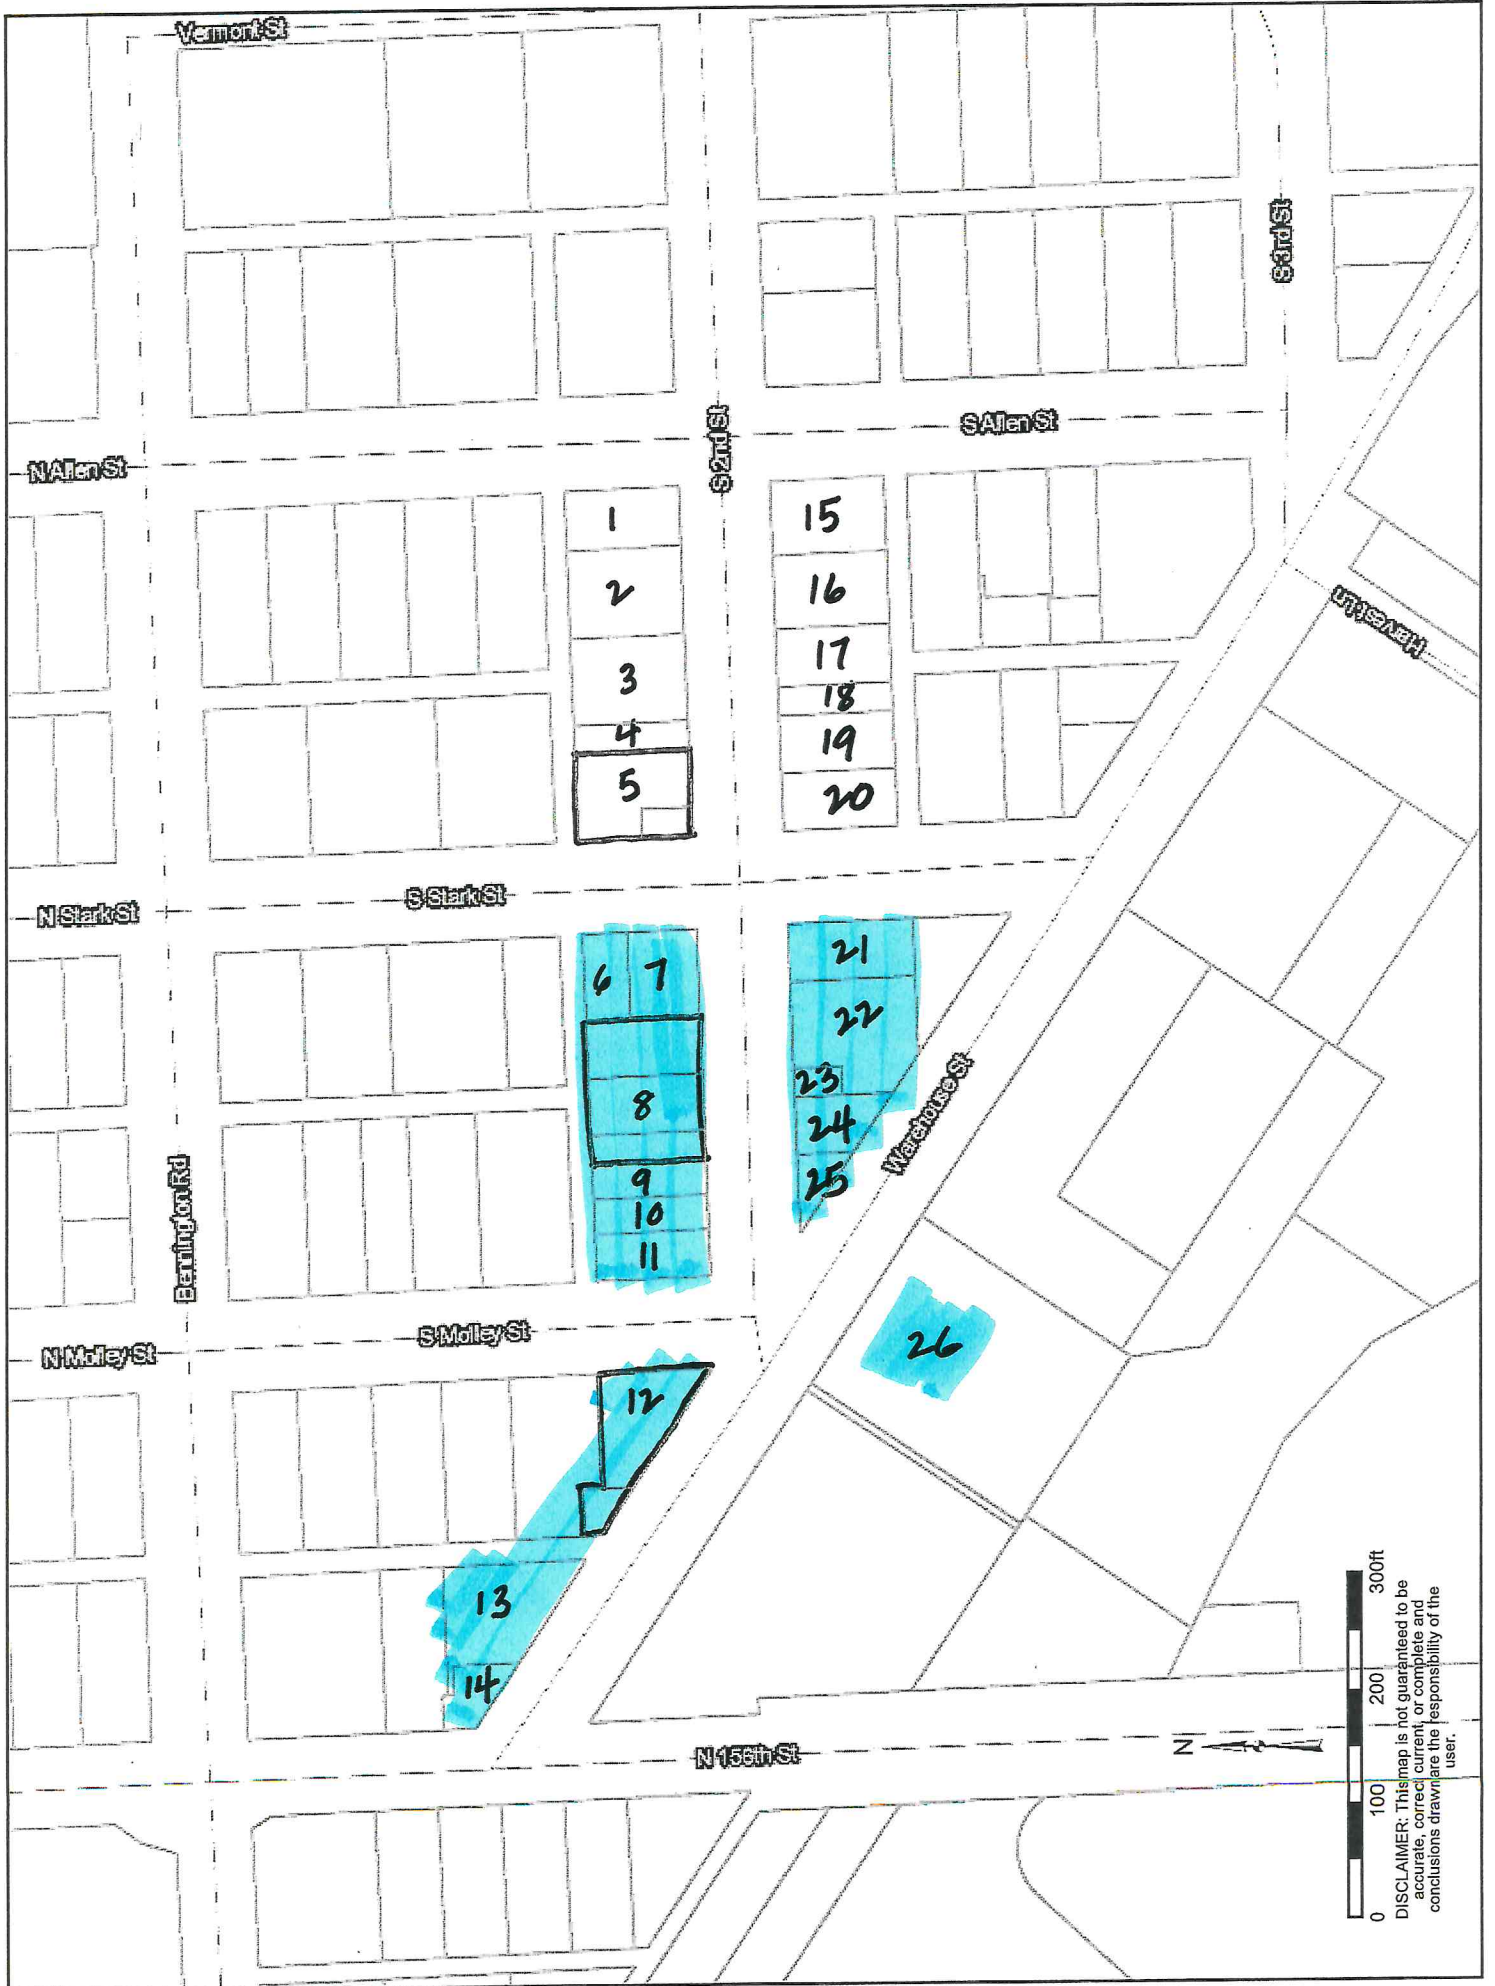 Vermont St
N Allen St
S Allen St
S 2nd St
S 3rd St
1
15
2
16
Harvest Ln
3
17
18
4
19
5
20
N Stark St
S Stark St
6
7
21
22
23
8
24
9
25
10
11
Warehouse St
Bennington Rd
N Molley St
S Molley St
26
12
13
14
N 156th St
N
0
100
200
300ft
DISCLAIMER: This map is not guaranteed to be
accurate, correct, current, or complete and
conclusions drawn are the responsibility of the
user.